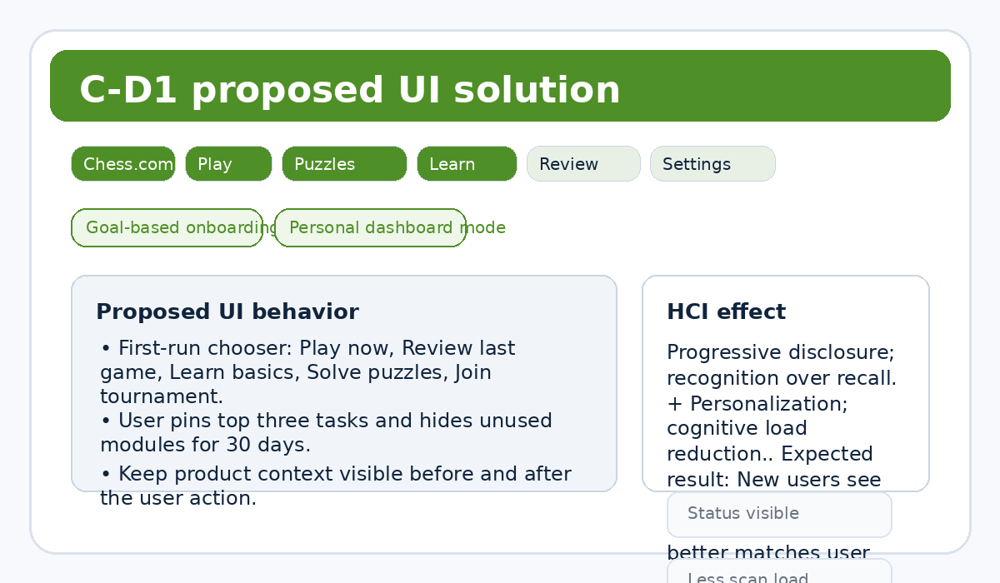 C-D1 proposed UI solution
Chess.com Play Puzzles Learn Review Settings
Goal-based onboarding Personal dashboard mode
Proposed UI behavior
• First-run chooser: Play now, Review last
game, Learn basics, Solve puzzles, Join
tournament.
• User pins top three tasks and hides unused
modules for 30 days.
• Keep product context visible before and after
the user action.
HCI effect
Progressive disclosure;
recognition over recall.
+ Personalization;
cognitive load
reduction.. Expected
result: New users see
Status visible
better matches user
Less scan load